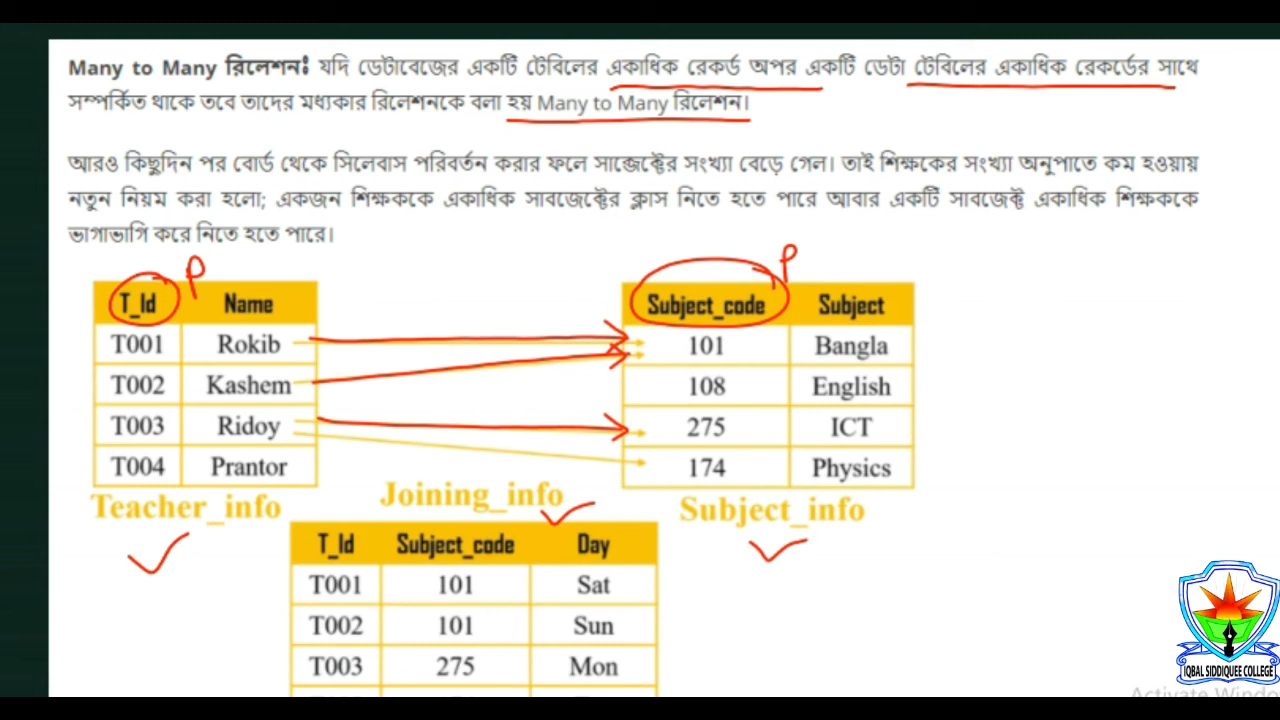 Many to Many রিলেশনঃ যদি ডেটাবেজের একটি টেবিলের একাধিক রেকর্ড অপর একটি ডেটা টেবিলের একাধিক রেকর্ডের সাথে
সম্পর্কিত থাকে তবে তাদের মধ্যকার রিলেশনকে বলা হয় Many to Many রিলেশন।
আরও কিছুদিন পর বোর্ড থেকে সিলেবাস পরিবর্তন করার ফলে সাব্জেক্টের সংখ্যা বেড়ে গেল। তাই শিক্ষকের সংখ্যা অনুপাতে কম হওয়ায়
নতুন নিয়ম করা হলো; একজন শিক্ষককে একাধিক সাবজেক্টের ক্লাস নিতে হতে পারে আবার একটি সাবজেক্ট একাধিক শিক্ষককে
ভাগাভাগি করে নিতে হতে পারে।
P P
T_Id Name Subject_code Subject
T001 Rokib 101 Bangla
T002 Kashem 108 English
T003 Ridoy 275 ICT
T004 Prantor 174 Physics
Teacher_info Joining_info Subject_info
T_Id Subject_code Day
T001 101 Sat
T002 101 Sun
T003 275 Mon
IQBAL SIDDIQUEE COLLEGE
Activate Windo